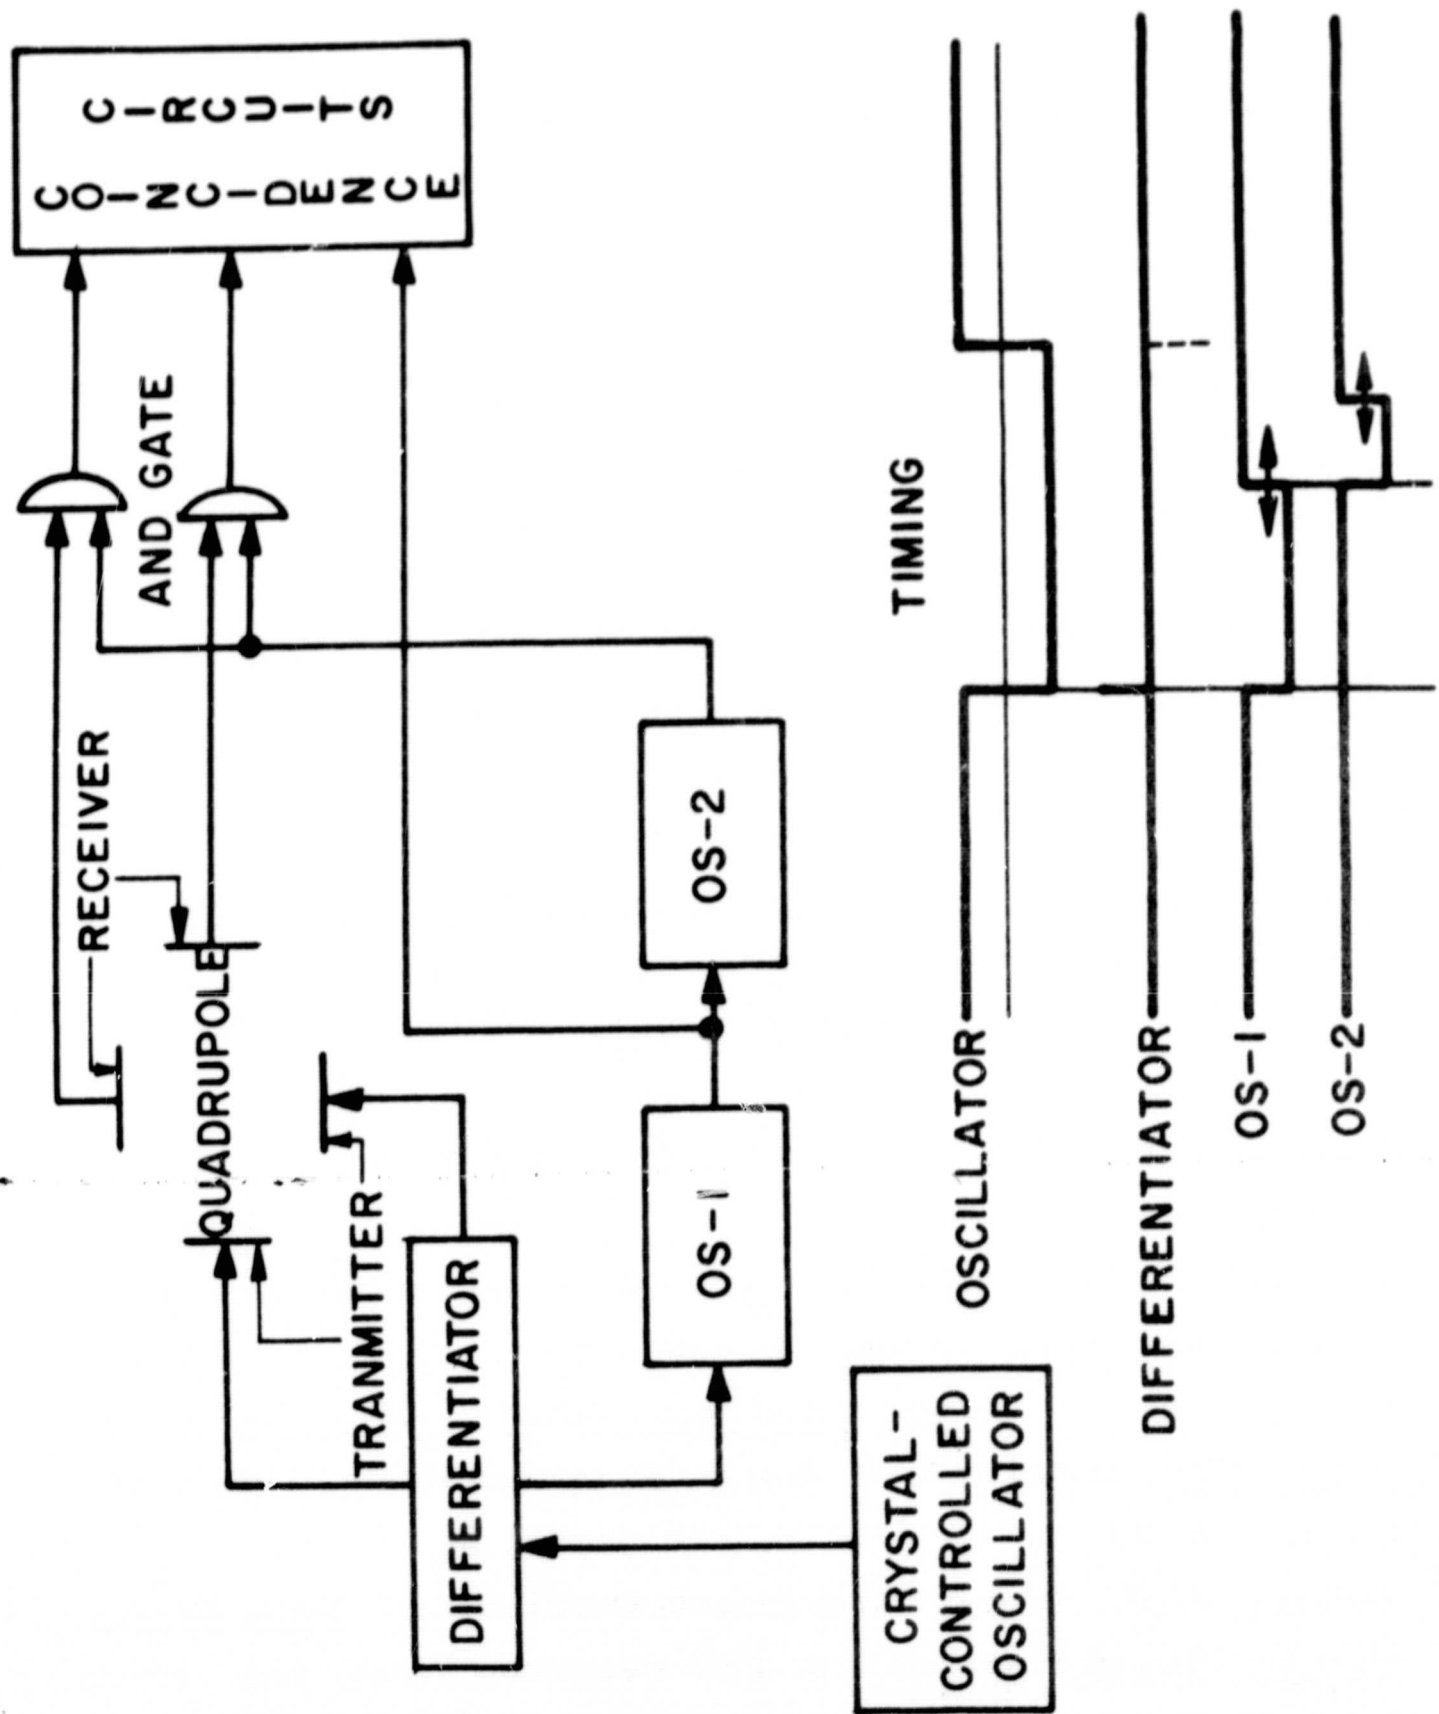 COINCIDENCE
CIRCUITS
AND GATE
RECEIVER
QUADRUPOLE
TRANMITTER
DIFFERENTIATOR
OS-1
OS-2
CRYSTAL-
CONTROLLED
OSCILLATOR
TIMING
OSCILLATOR
DIFFERENTIATOR
OS-1
OS-2